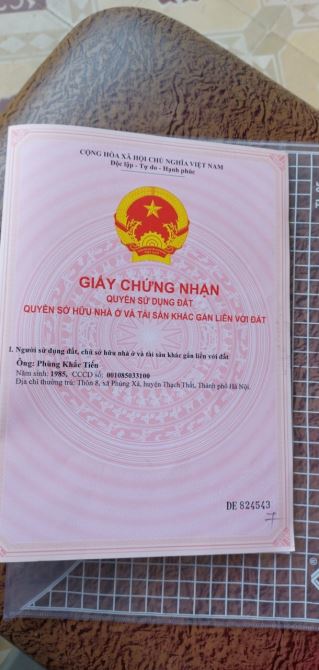 CỘNG HÒA XÃ HỘI CHỦ NGHĨA VIỆT NAM
Độc lập - Tự do - Hạnh phúc
GIẤY CHỨNG NHẬN
QUYỀN SỬ DỤNG ĐẤT
QUYỀN SỞ HỮU NHÀ Ở VÀ TÀI SẢN KHÁC GẮN LIỀN VỚI ĐẤT
I. Người sử dụng đất, chủ sở hữu nhà ở và tài sản khác gắn liền với đất
Ông: Phùng Khắc Tiến
Năm sinh: 1985, CCCD số: 001085033100
Địa chỉ thường trú: Thôn 8, xã Phùng Xá, huyện Thạch Thất, Thành phố Hà Nội.
DE 824543
7